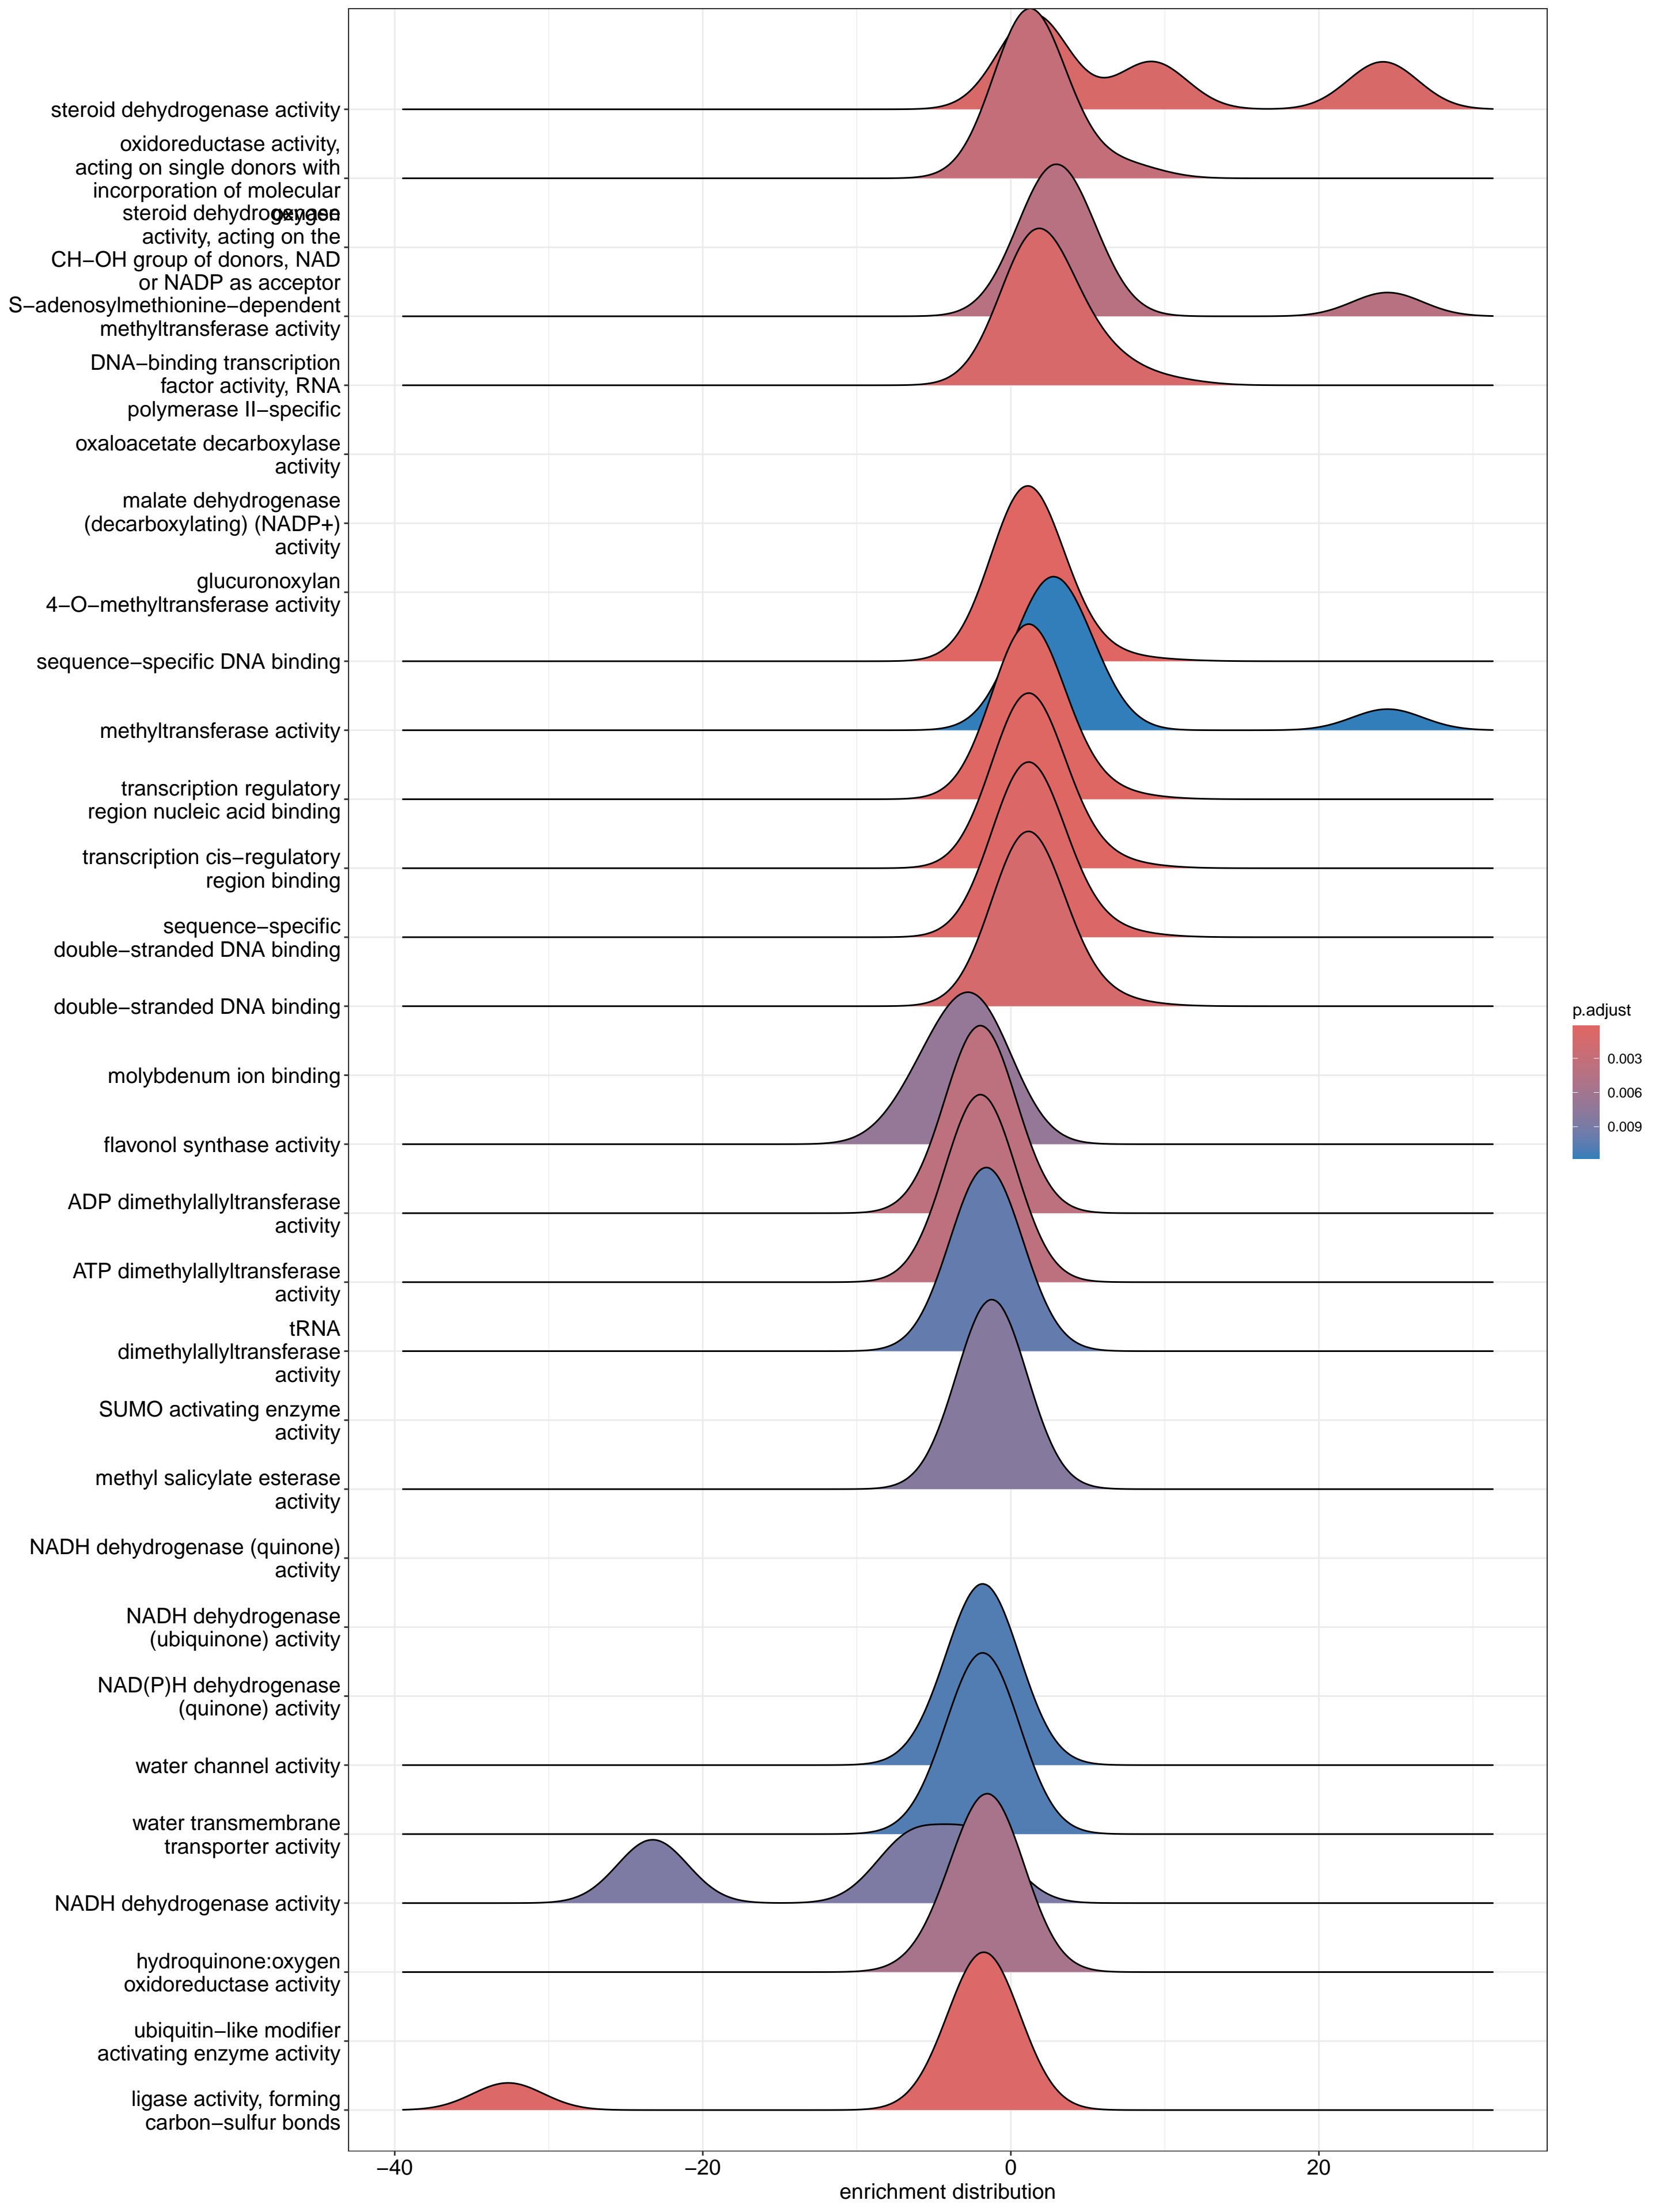 steroid dehydrogenase activity
oxidoreductase activity,
acting on single donors with
incorporation of molecular
oxygen
steroid dehydrogenase
activity, acting on the
CH−OH group of donors, NAD
or NADP as acceptor
S−adenosylmethionine−dependent
methyltransferase activity
DNA−binding transcription
factor activity, RNA
polymerase II−specific
oxaloacetate decarboxylase
activity
malate dehydrogenase
(decarboxylating) (NADP+)
activity
glucuronoxylan
4−O−methyltransferase activity
sequence−specific DNA binding
methyltransferase activity
transcription regulatory
region nucleic acid binding
transcription cis−regulatory
region binding
sequence−specific
double−stranded DNA binding
double−stranded DNA binding
molybdenum ion binding
flavonol synthase activity
ADP dimethylallyltransferase
activity
ATP dimethylallyltransferase
activity
tRNA
dimethylallyltransferase
activity
SUMO activating enzyme
activity
methyl salicylate esterase
activity
NADH dehydrogenase (quinone)
activity
NADH dehydrogenase
(ubiquinone) activity
NAD(P)H dehydrogenase
(quinone) activity
water channel activity
water transmembrane
transporter activity
NADH dehydrogenase activity
hydroquinone:oxygen
oxidoreductase activity
ubiquitin−like modifier
activating enzyme activity
ligase activity, forming
carbon−sulfur bonds
−40
−20
0
20
enrichment distribution
p.adjust
0.003
0.006
0.009